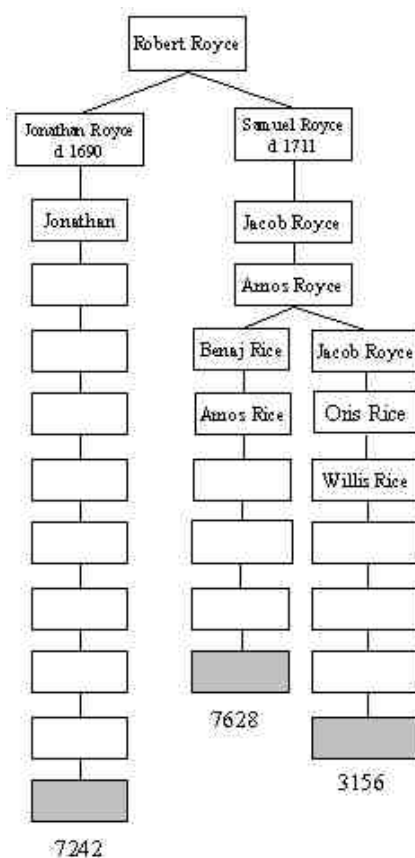 Robert Royce
Jonathan Royce
d 1690
Samuel Royce
d 1711
Jonathan
Jacob Royce
Amos Royce
Benaj Rice
Jacob Royce
Amos Rice
Oris Rice
Willis Rice
7628
3156
7242